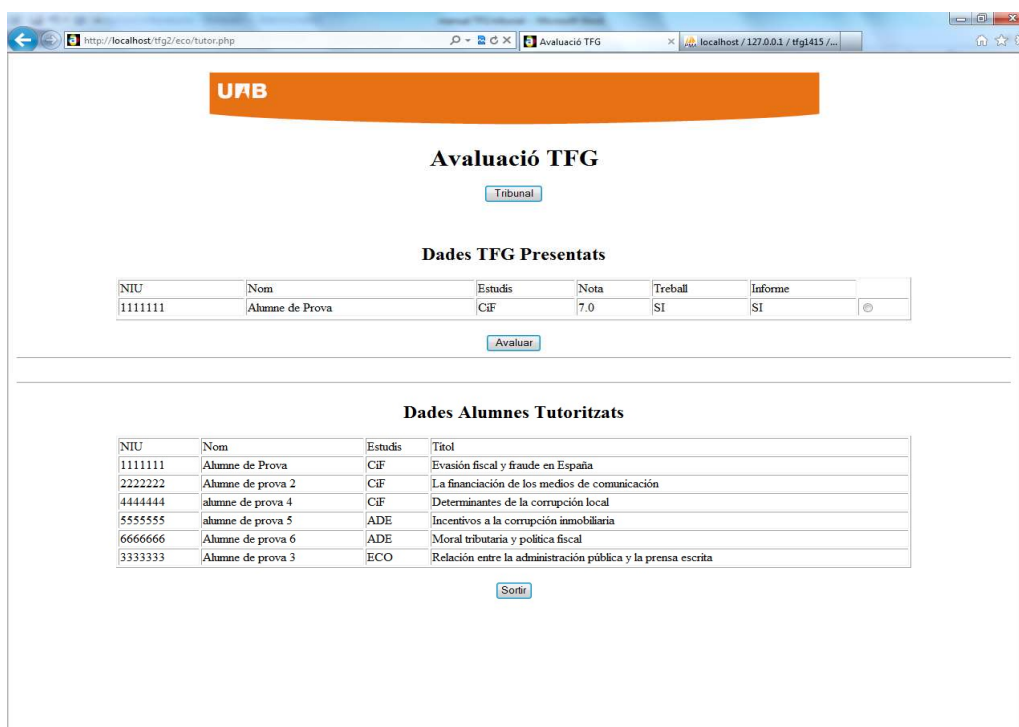 http://localhost/tfg2/eco/tutor.php Avaluació TFG localhost / 127.0.0.1 / tfg1415 /...
UAB
Avaluació TFG
Tribunal
Dades TFG Presentats
NIU Nom Estudis Nota Treball Informe
1111111 Alumne de Prova CiF 7.0 SI SI
Avaluar
Dades Alumnes Tutoritzats
NIU Nom Estudis Títol
1111111 Alumne de Prova CiF Evasión fiscal y fraude en España
2222222 Alumne de prova 2 CiF La financiación de los medios de comunicación
4444444 alumne de prova 4 CiF Determinantes de la corrupción local
5555555 alumne de prova 5 ADE Incentivos a la corrupción inmobiliaria
6666666 Alumne de prova 6 ADE Moral tributaria y política fiscal
3333333 Alumne de prova 3 ECO Relación entre la administración pública y la prensa escrita
Sortir